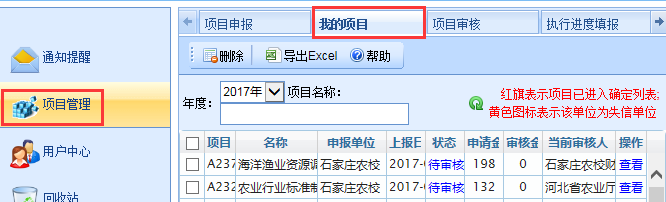 项目申报 我的项目 项目审核 执行进度填报
通知提醒
删除 导出Excel 帮助
项目管理
年度： 2017年 项目名称：
红旗表示项目已进入确定列表;
黄色图标表示该单位为失信单位
用户中心
项目 名称 申报单位 上报日 状态 申请金 审核金 当前审核人 操作
A237 海洋渔业资源调 石家庄农校 2017-0 待审核 198 0 石家庄农校财 查看
A232 农业行业标准制 石家庄农校 2017-0 待审核 132 0 河北省农业厅 查看
回收站